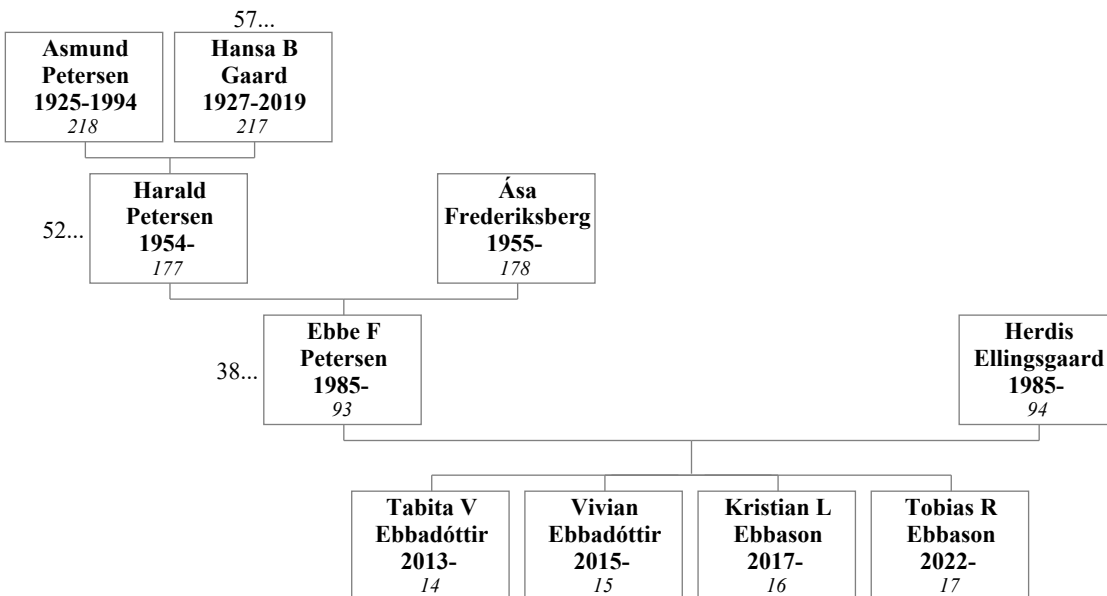 57...
Asmund
Petersen
1925-1994
218
Hansa B
Gaard
1927-2019
217
52...
Harald
Petersen
1954-
177
Ása
Frederiksberg
1955-
178
38...
Ebbe F
Petersen
1985-
93
Herdis
Ellingsgaard
1985-
94
Tabita V
Ebbadóttir
2013-
14
Vivian
Ebbadóttir
2015-
15
Kristian L
Ebbason
2017-
16
Tobias R
Ebbason
2022-
17